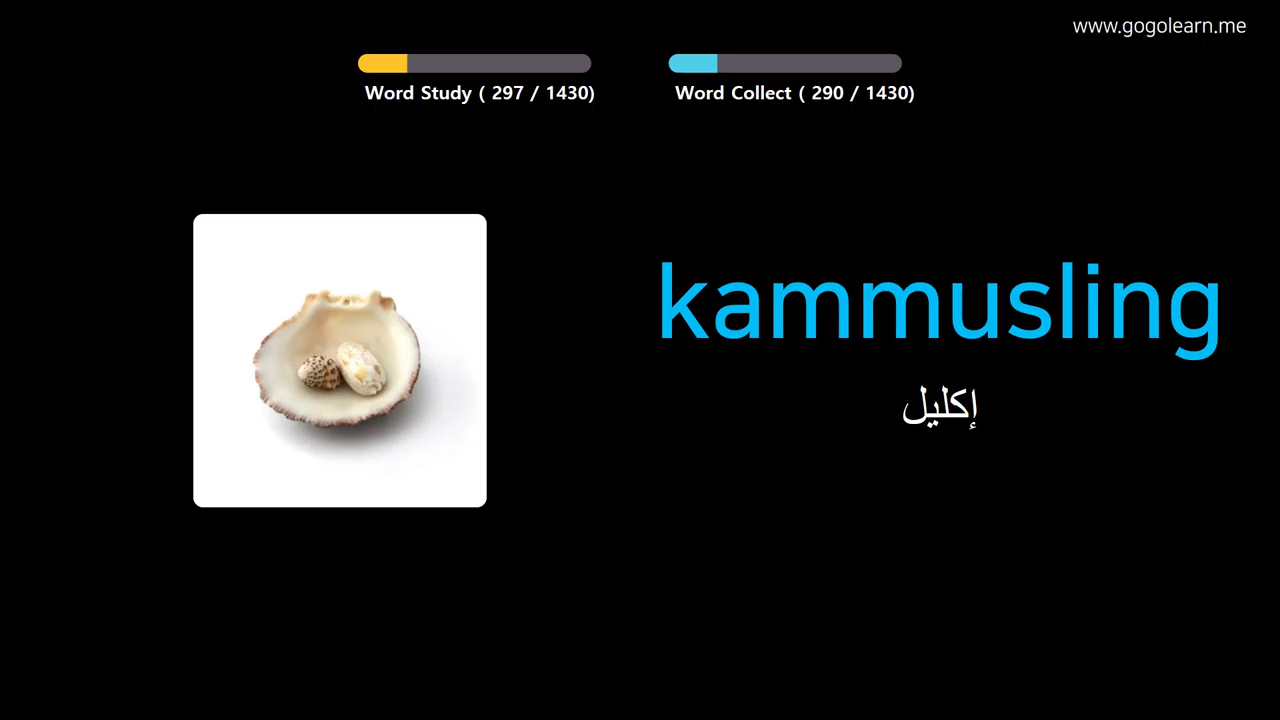 www.gogolearn.me
Word Study ( 297 / 1430)
Word Collect ( 290 / 1430)
kammusling
إكليل